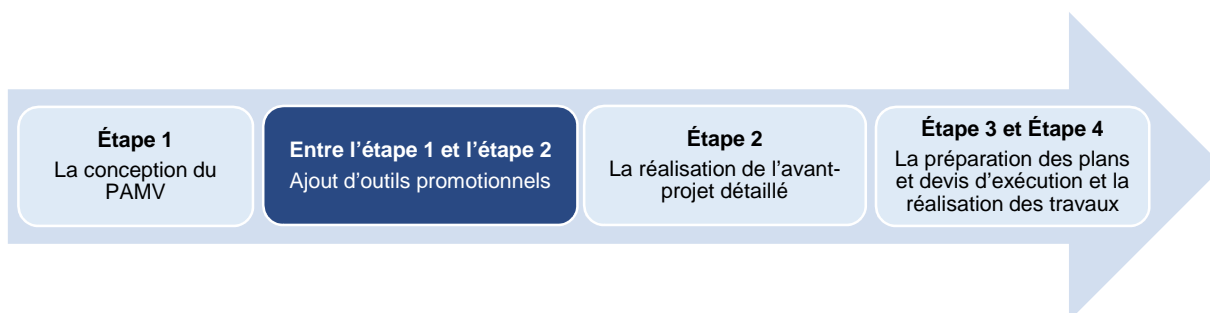 Étape 1
La conception du
PAMV
Entre l’étape 1 et l’étape 2
Ajout d’outils promotionnels
Étape 2
La réalisation de l’avant-
projet détaillé
Étape 3 et Étape 4
La préparation des plans
et devis d’exécution et la
réalisation des travaux